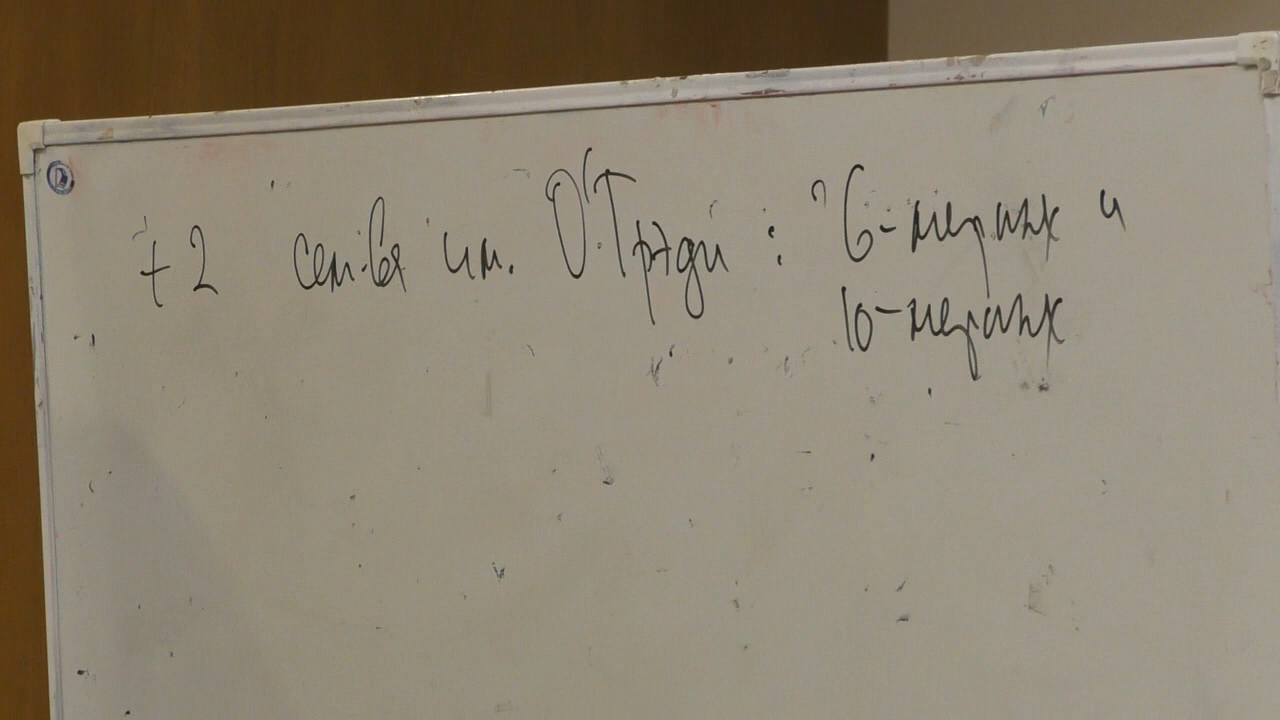 +2 сем-ва им. О'Грэди : 6-мерных и
10-мерных